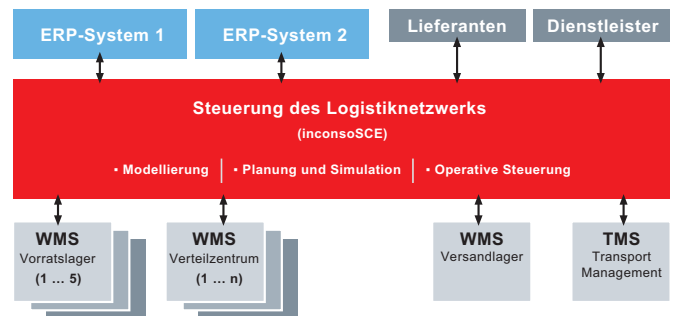 ERP-System 1
ERP-System 2
Lieferanten
Dienstleister
Steuerung des Logistiknetzwerks
(inconsoSCE)
▪ Modellierung ▪ Planung und Simulation ▪ Operative Steuerung
WMS
Vorratslager
(1 ... 5)
WMS
Verteilzentrum
(1 ... n)
WMS
Versandlager
TMS
Transport
Management